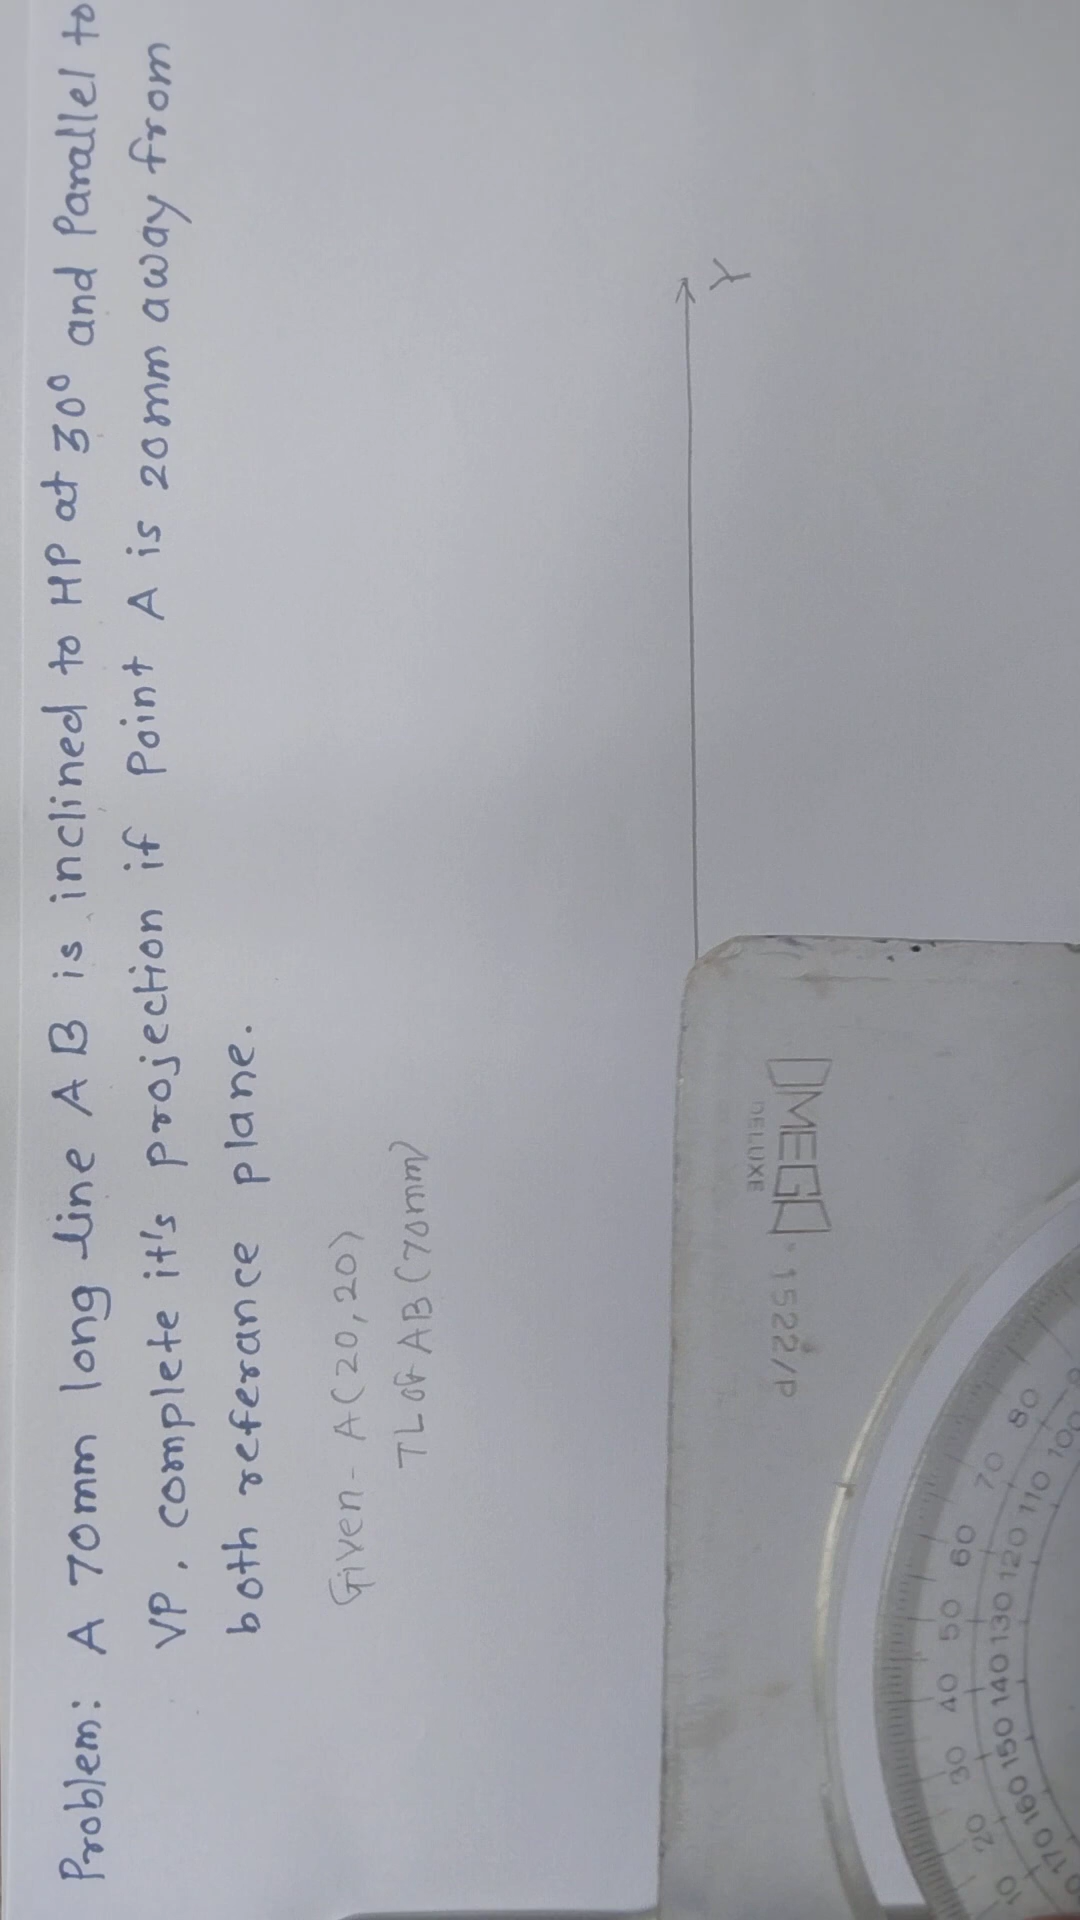 Problem: A 70mm long line AB is inclined to HP at 30° and Parallel to
VP, complete it's projection if Point A is 20mm away from
both referance plane.
Given - A(20,20)
TL of AB (70mm)
Y
OMEGA
DELUXE
1522/P
10 20 30 40 50 60 70 80
170 160 150 140 130 120 110 100